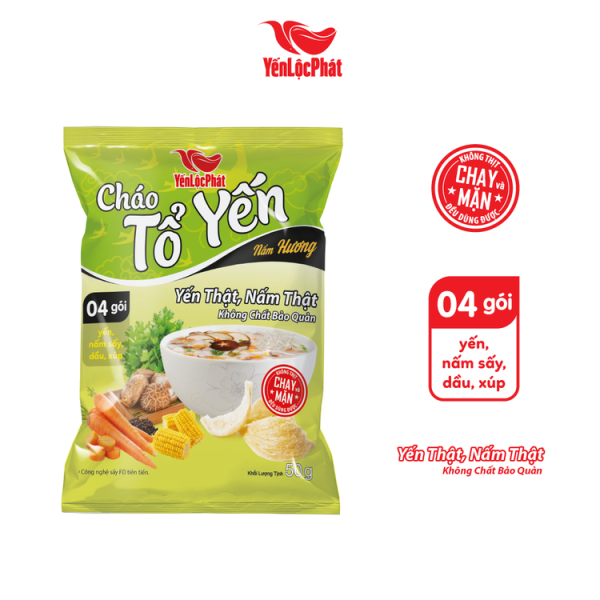 YếnLộcPhát
YếnLộcPhát
Cháo
Tổ Yến
Nấm Hương
Yến Thật, Nấm Thật
Không Chất Bảo Quản
04 gói
yến,
nấm sấy,
dầu, xúp
KHÔNG THỊT
CHAY và
MẶN
ĐỀU DÙNG ĐƯỢC
Công nghệ sấy FD tiên tiến.
Khối Lượng Tịnh 50g
KHÔNG THỊT
CHAY và
MẶN
ĐỀU DÙNG ĐƯỢC
04 gói
yến,
nấm sấy,
dầu, xúp
Yến Thật, Nấm Thật
Không Chất Bảo Quản